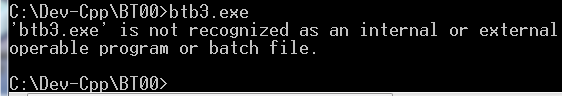 C:\Dev-Cpp\BT00>btb3.exe
'btb3.exe' is not recognized as an internal or external
operable program or batch file.
C:\Dev-Cpp\BT00>